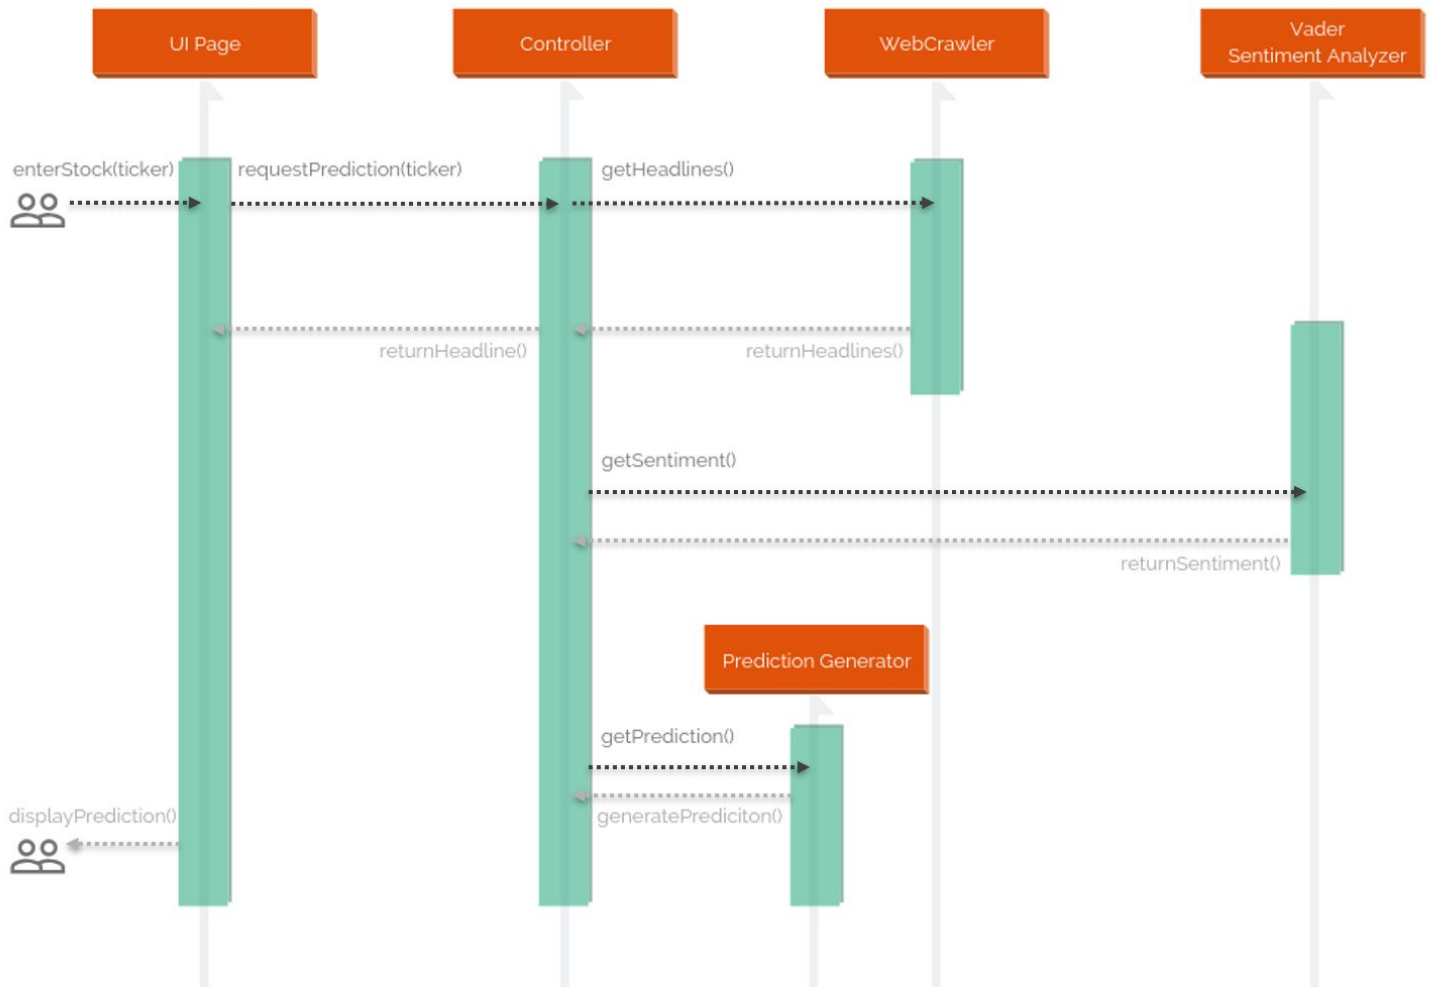 UI Page
Controller
WebCrawler
Vader
Sentiment Analyzer
enterStock(ticker)
requestPrediction(ticker)
getHeadlines()
returnHeadline()
returnHeadlines()
getSentiment()
returnSentiment()
Prediction Generator
getPrediction()
displayPrediction()
generatePrediciton()